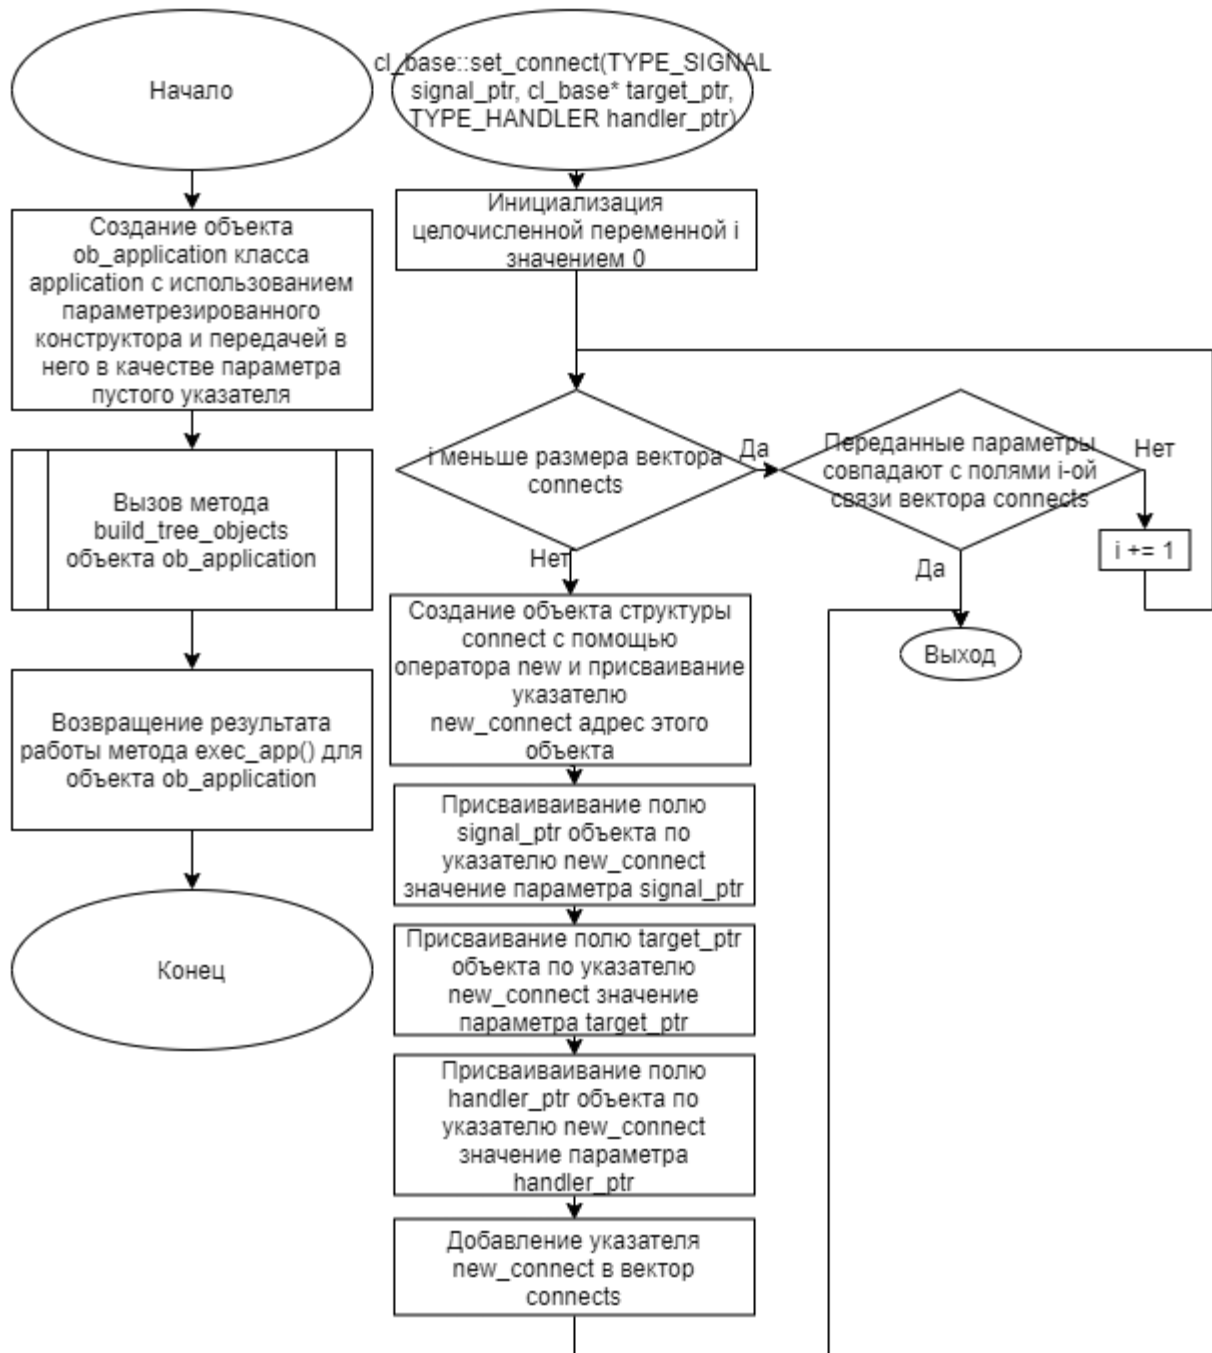 Начало
Создание объекта
ob_application класса
application с использованием
параметрезированного
конструктора и передачей в
него в качестве параметра
пустого указателя
Вызов метода
build_tree_objects
объекта ob_application
Возвращение результата
работы метода exec_app() для
объекта ob_application
Конец
cl_base::set_connect(TYPE_SIGNAL
signal_ptr, cl_base* target_ptr,
TYPE_HANDLER handler_ptr)
Инициализация
целочисленной переменной i
значением 0
i меньше размера вектора
connects
Да
Переданные параметры
совпадают с полями i-ой
связи вектора connects
Нет
i += 1
Да
Выход
Нет
Создание объекта структуры
connect с помощью
оператора new и присваивание
указателю
new_connect адрес этого
объекта
Присваиваивание полю
signal_ptr объекта по
указателю new_connect
значение параметра signal_ptr
Присваивание полю target_ptr
объекта по указателю
new_connect значение
параметра target_ptr
Присваиваивание полю
handler_ptr объекта по
указателю new_connect
значение параметра
handler_ptr
Добавление указателя
new_connect в вектор
connects